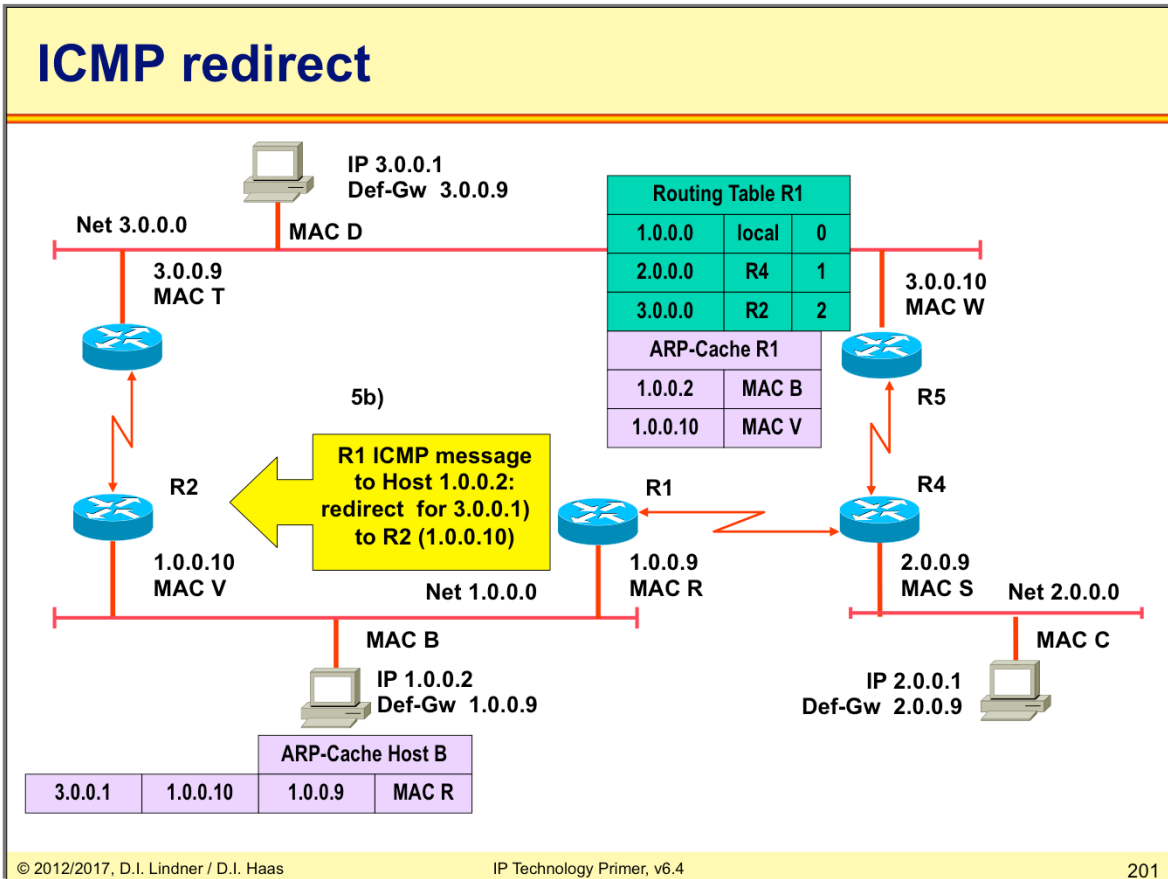 ICMP redirect
IP 3.0.0.1
Def-Gw 3.0.0.9
Net 3.0.0.0
MAC D
3.0.0.9
MAC T
Routing Table R1
1.0.0.0 local 0
2.0.0.0 R4 1
3.0.0.0 R2 2
ARP-Cache R1
1.0.0.2 MAC B
1.0.0.10 MAC V
3.0.0.10
MAC W
R5
5b)
R1 ICMP message
to Host 1.0.0.2:
redirect for 3.0.0.1)
to R2 (1.0.0.10)
R2
R1
R4
1.0.0.10
MAC V
Net 1.0.0.0
1.0.0.9
MAC R
2.0.0.9
MAC S
Net 2.0.0.0
MAC B
MAC C
IP 1.0.0.2
Def-Gw 1.0.0.9
IP 2.0.0.1
Def-Gw 2.0.0.9
ARP-Cache Host B
3.0.0.1 1.0.0.10 1.0.0.9 MAC R
© 2012/2017, D.I. Lindner / D.I. Haas
IP Technology Primer, v6.4
201